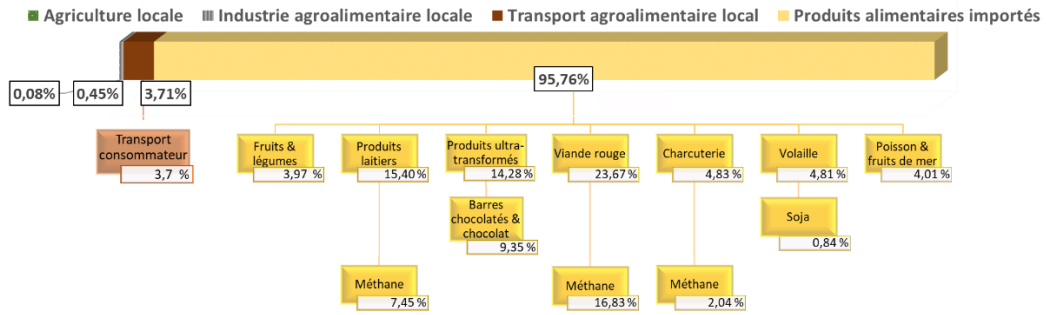 Agriculture locale Industrie agroalimentaire locale Transport agroalimentaire local Produits alimentaires importés
0,08% 0,45% 3,71% 95,76%
Transport
consommateur
3,7 %
Fruits &
légumes
3,97 %
Produits
laitiers
15,40 %
Produits ultra-
transformés
14,28 %
Viande rouge
23,67 %
Charcuterie
4,83 %
Volaille
4,81 %
Poisson &
fruits de mer
4,01 %
Barres
chocolatés &
chocolat
9,35 %
Soja
0,84 %
Méthane
7,45 %
Méthane
16,83 %
Méthane
2,04 %